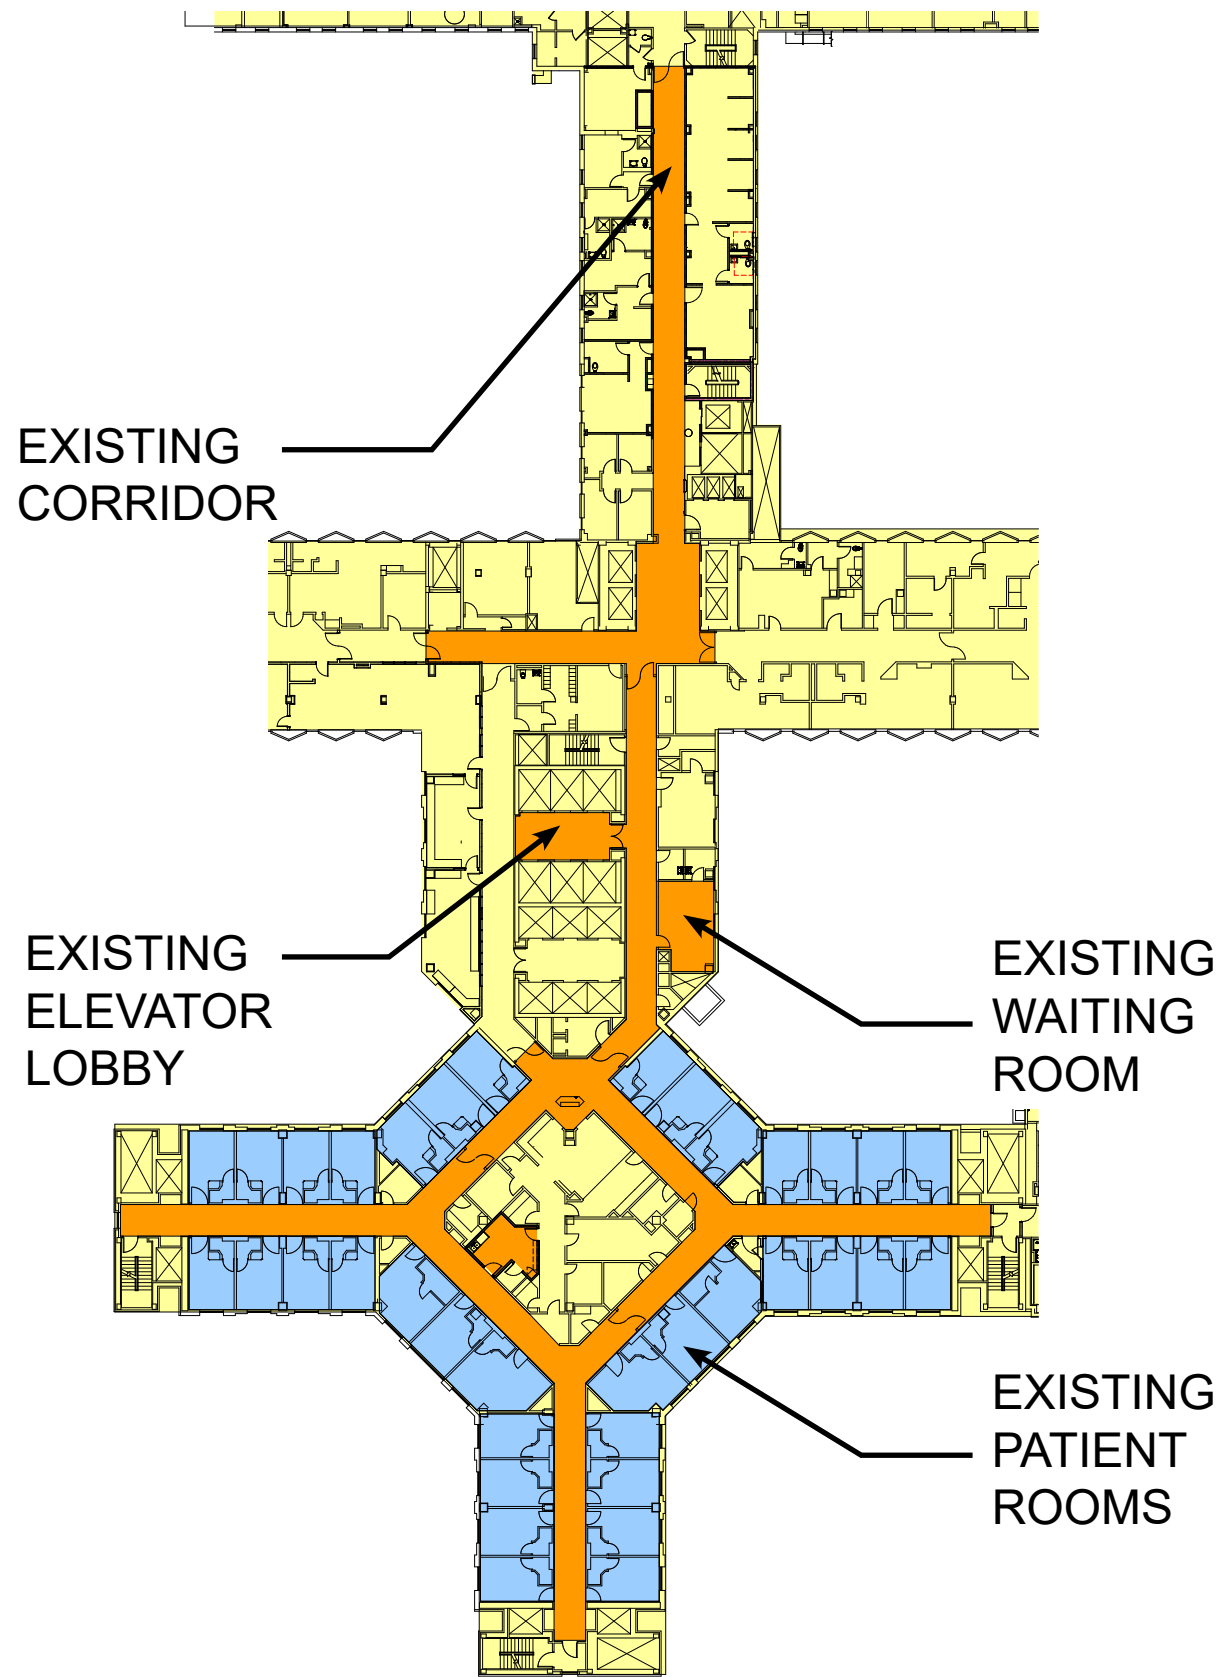 EXISTING
CORRIDOR
EXISTING
ELEVATOR
LOBBY
EXISTING
WAITING
ROOM
EXISTING
PATIENT
ROOMS